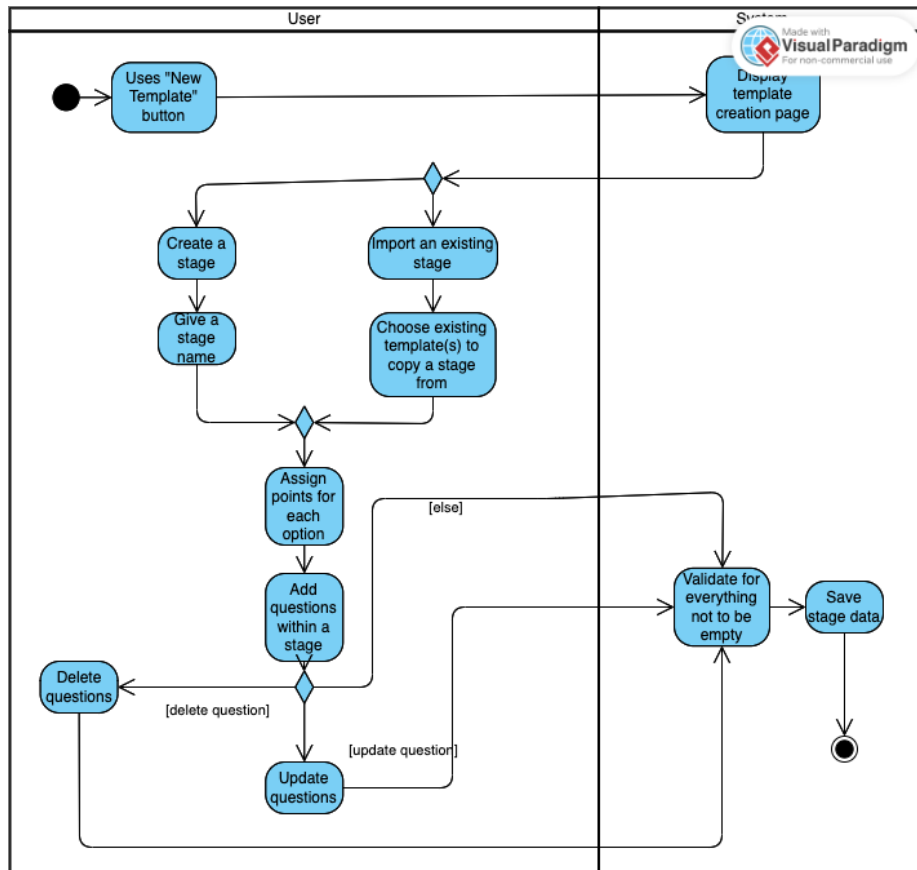 User
System
Made with
VisualParadigm
For non-commercial use
Uses "New
Template"
button
Display
template
creation page
Create a
stage
Import an existing
stage
Give a
stage
name
Choose existing
template(s) to
copy a stage
from
Assign
points for
each
option
[else]
Add
questions
within a
stage
Validate for
everything
not to be
empty
Save
stage data
Delete
questions
[delete question]
[update question]
Update
questions